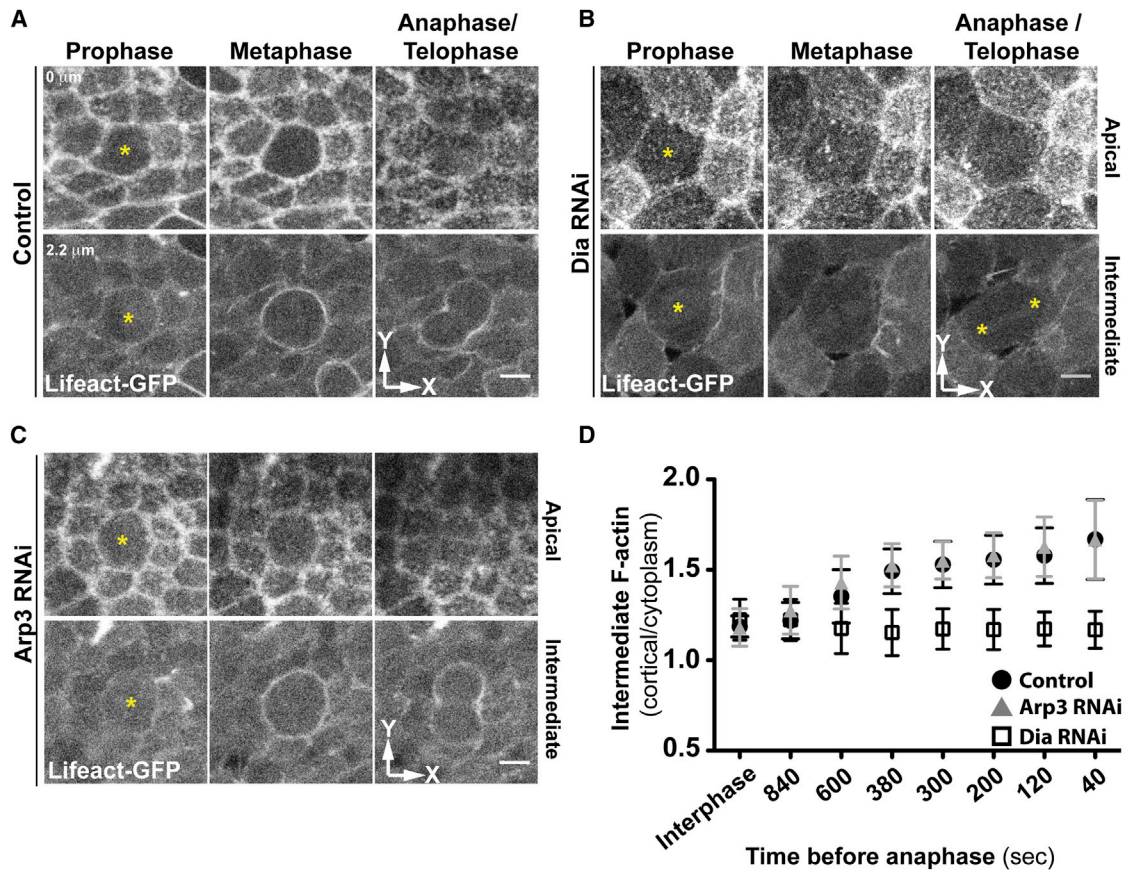 A
Prophase Metaphase Anaphase/
Telophase
Control
0 µm
*
2.2 µm
*
Lifeact-GFP
Y
X
B
Prophase Metaphase Anaphase /
Telophase
Dia RNAi
*
Apical
* * *
Intermediate
Lifeact-GFP
Y
X
C
Arp3 RNAi
*
Apical
*
Intermediate
Lifeact-GFP
Y
X
D
Intermediate F-actin
(cortical/cytoplasm)
2.0
1.5
1.0
0.5
Control
Arp3 RNAi
Dia RNAi
Interphase 840 600 380 300 200 120 40
Time before anaphase (sec)